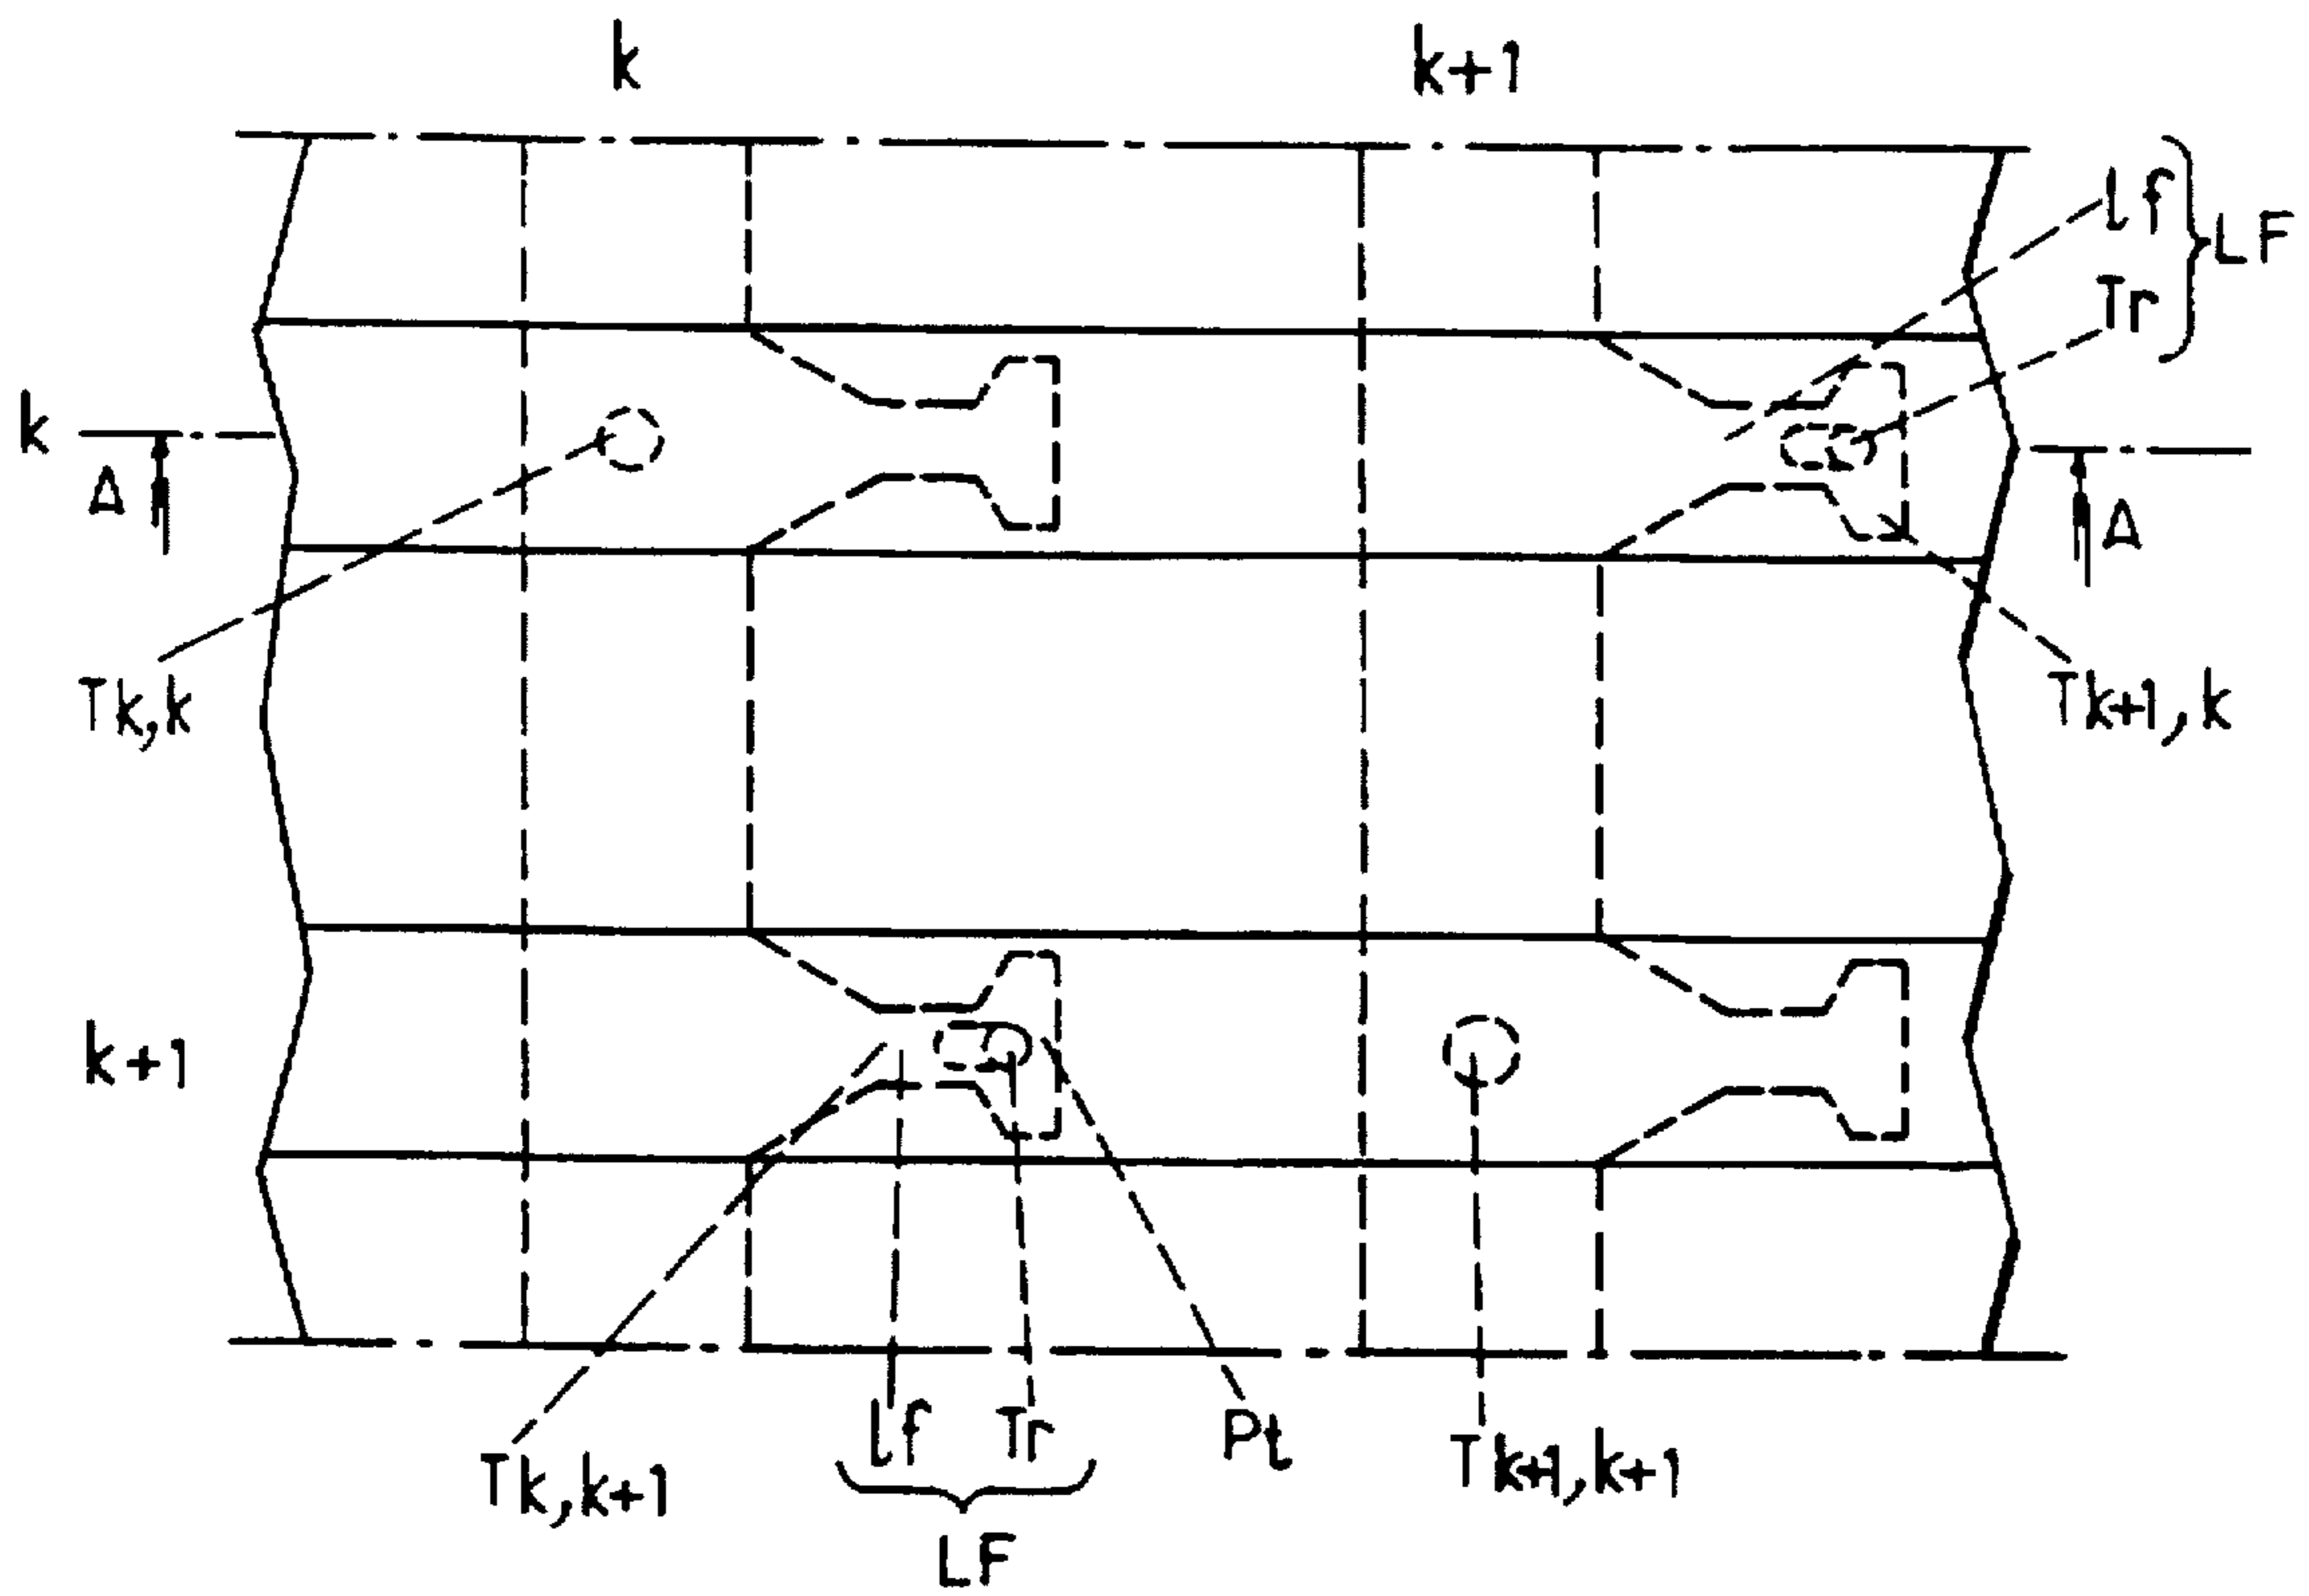 k k+1
lf
LF
Tr
k
A A
Tk,k Tk+1,k
k+1
lf Tr Pt Tk+1,k+1
Tk,k+1
LF